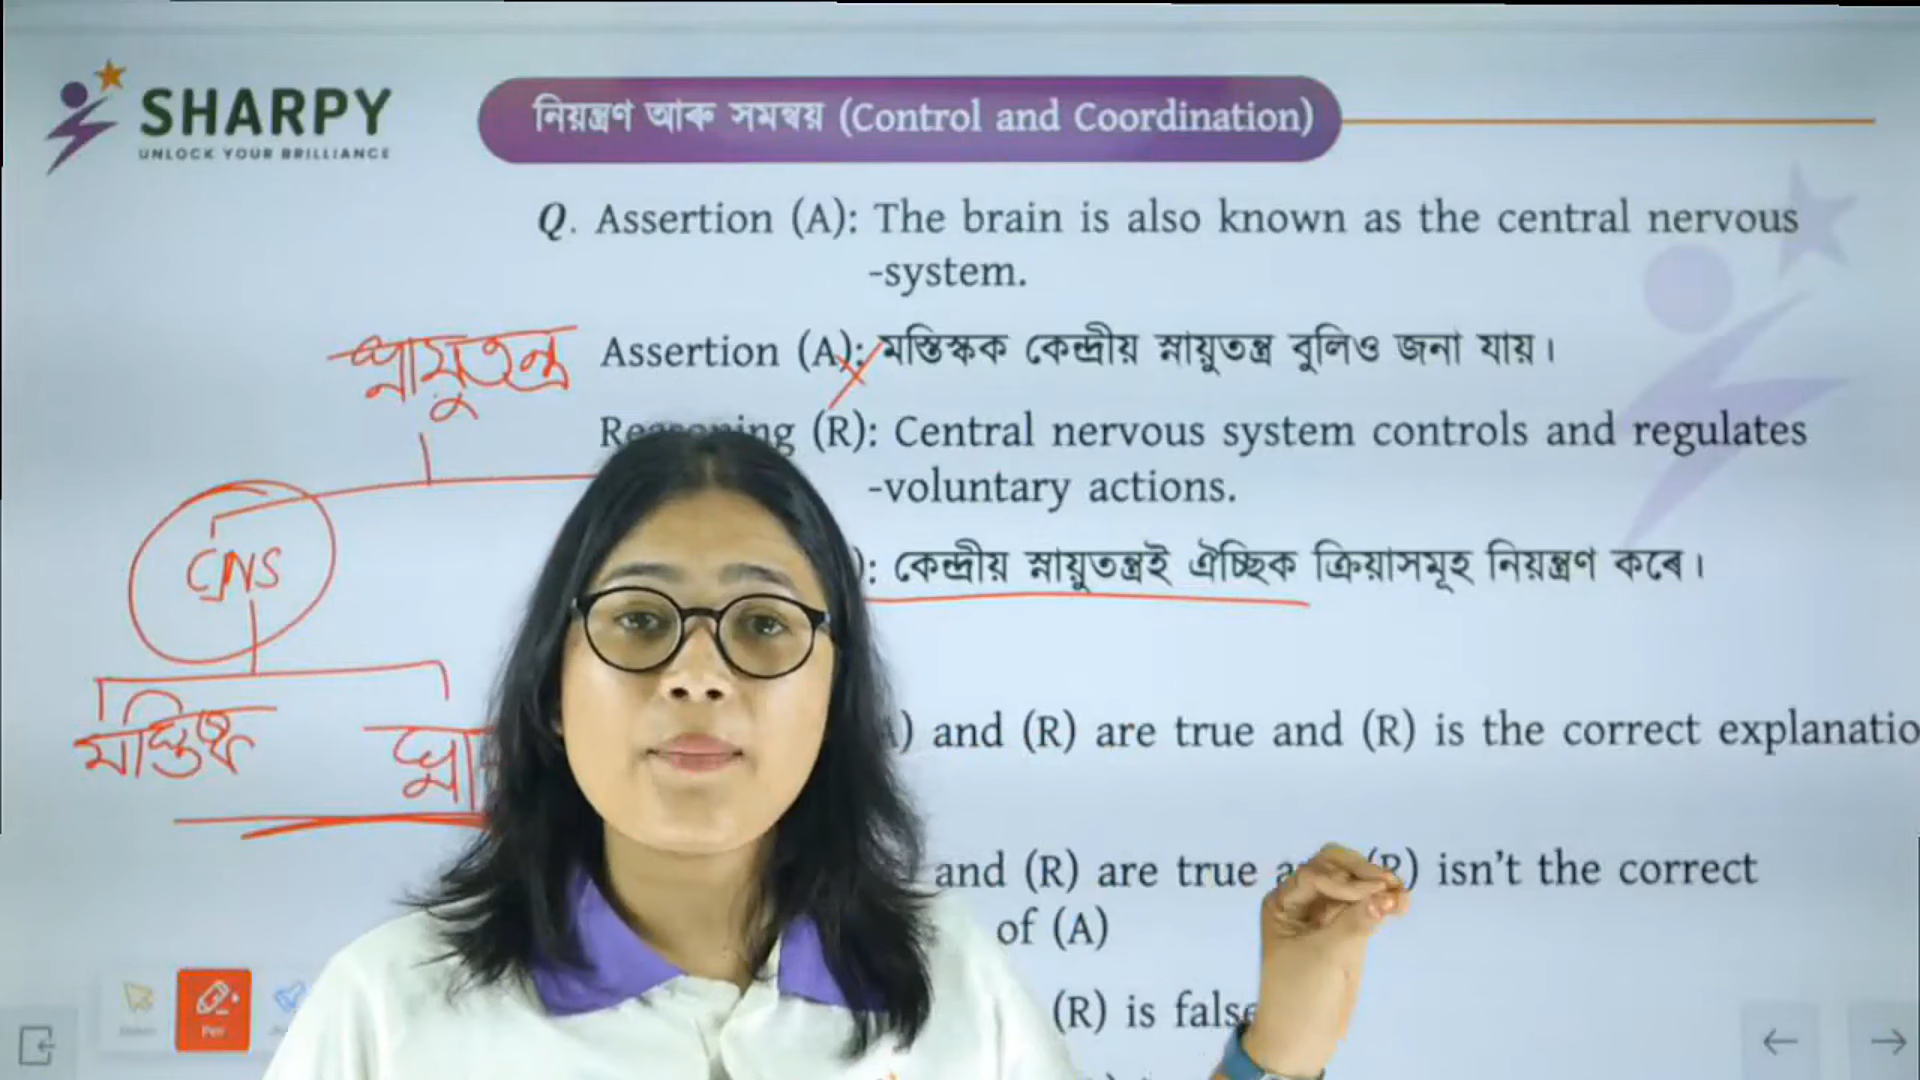 SHARPY
UNLOCK YOUR BRILLIANCE
নিয়ন্ত্ৰণ আৰু সমন্বয় (Control and Coordination)
Q. Assertion (A): The brain is also known as the central nervous
-system.
স্নায়ুতন্ত্ৰ
Assertion (A): মস্তিষ্কক কেন্দ্ৰীয় স্নায়ুতন্ত্ৰ বুলিও জনা যায়।
(R): Central nervous system controls and regulates
-voluntary actions.
CNS
): কেন্দ্ৰীয় স্নায়ুতন্ত্ৰই ঐচ্ছিক ক্ৰিয়াসমূহ নিয়ন্ত্ৰণ কৰে।
মস্তিষ্ক
) and (R) are true and (R) is the correct explanatio
and (R) are true (R) isn't the correct
of (A)
(R) is false
Pen